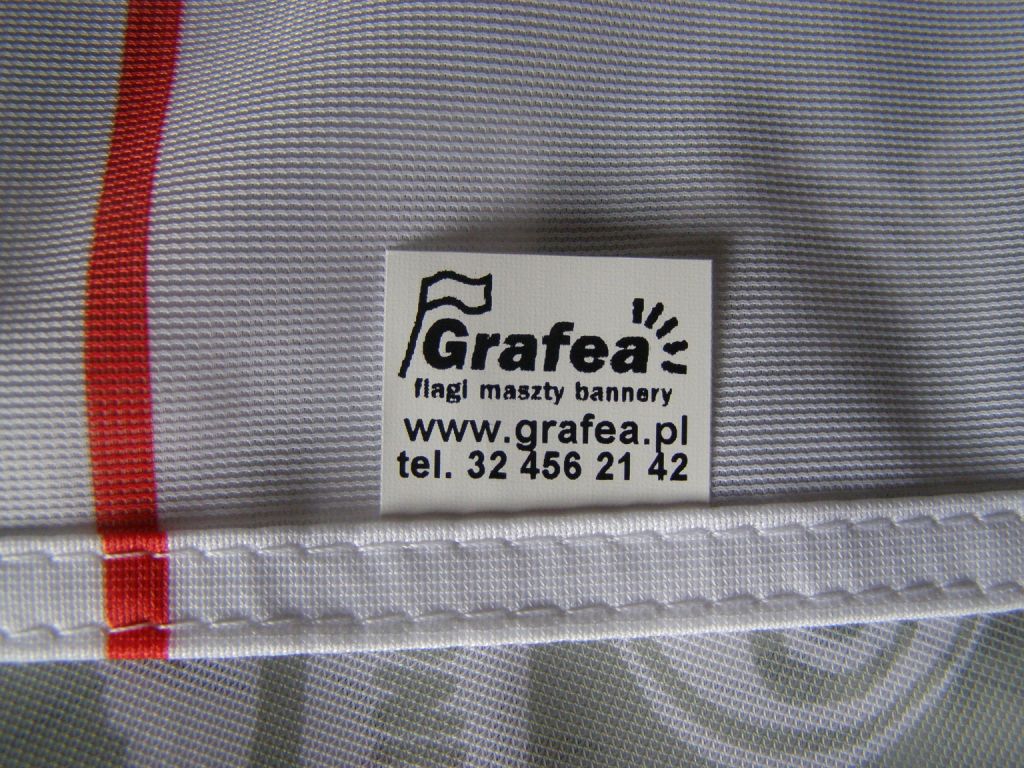 Grafea
flagi maszty bannery
www.grafea.pl
tel. 32 456 21 42